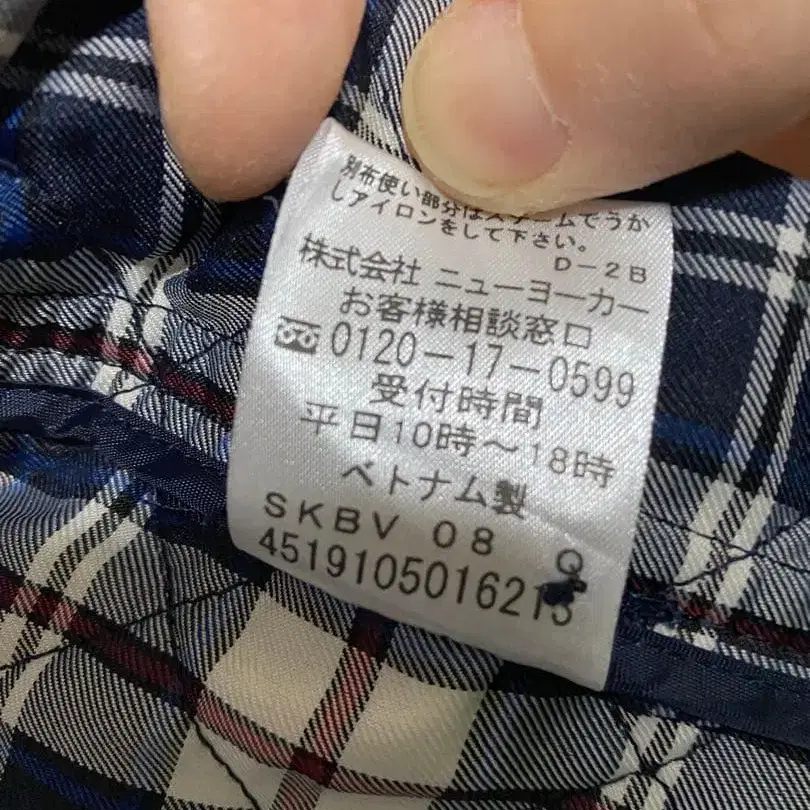 別布使い部分はスチームでうか
しアイロンをして下さい。
D-2B
株式会社 ニューヨーカー
お客様相談窓口
0120-17-0599
受付時間
平日10時～18時
ベトナム製
SKBV 08 Q
4519105016213